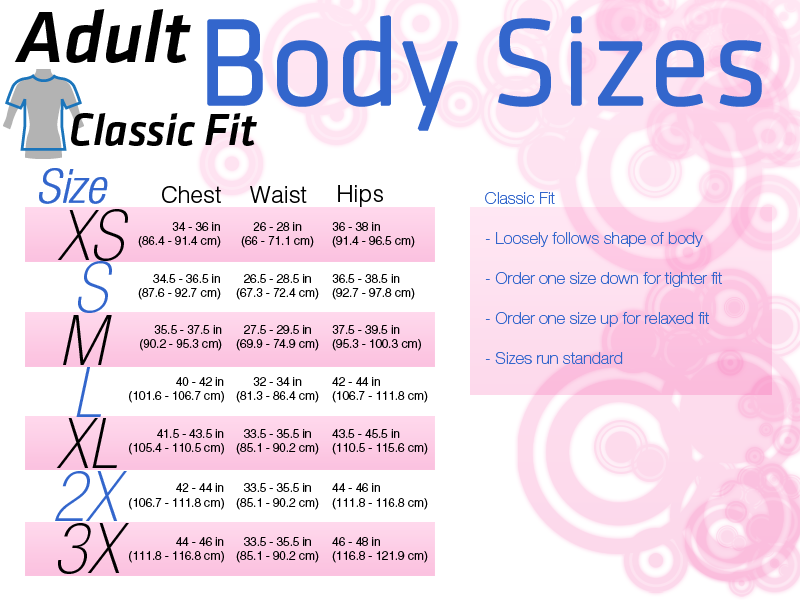 Adult Body Sizes
Classic Fit
Size Chest Waist Hips
XS 34 - 36 in 26 - 28 in 36 - 38 in
(86.4 - 91.4 cm) (66 - 71.1 cm) (91.4 - 96.5 cm)
S 34.5 - 36.5 in 26.5 - 28.5 in 36.5 - 38.5 in
(87.6 - 92.7 cm) (67.3 - 72.4 cm) (92.7 - 97.8 cm)
M 35.5 - 37.5 in 27.5 - 29.5 in 37.5 - 39.5 in
(90.2 - 95.3 cm) (69.9 - 74.9 cm) (95.3 - 100.3 cm)
L 40 - 42 in 32 - 34 in 42 - 44 in
(101.6 - 106.7 cm) (81.3 - 86.4 cm) (106.7 - 111.8 cm)
XL 41.5 - 43.5 in 33.5 - 35.5 in 43.5 - 45.5 in
(105.4 - 110.5 cm) (85.1 - 90.2 cm) (110.5 - 115.6 cm)
2X 42 - 44 in 33.5 - 35.5 in 44 - 46 in
(106.7 - 111.8 cm) (85.1 - 90.2 cm) (111.8 - 116.8 cm)
3X 44 - 46 in 33.5 - 35.5 in 46 - 48 in
(111.8 - 116.8 cm) (85.1 - 90.2 cm) (116.8 - 121.9 cm)
Classic Fit
- Loosely follows shape of body
- Order one size down for tighter fit
- Order one size up for relaxed fit
- Sizes run standard